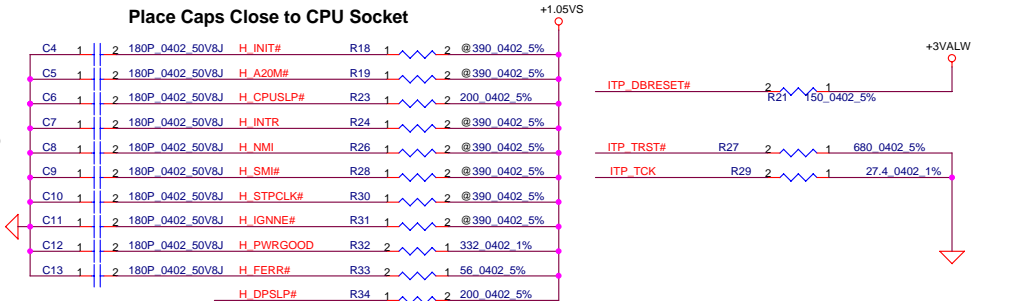 Place Caps Close to CPU Socket
+1.05VS
C4 1 2 180P_0402_50V8J H_INIT# R18 1 2 @390_0402_5%
+3VALW
C5 1 2 180P_0402_50V8J H_A20M# R19 1 2 @390_0402_5%
ITP_DBRESET# 2 1
R21 150_0402_5%
C6 1 2 180P_0402_50V8J H_CPUSLP# R23 1 2 200_0402_5%
C7 1 2 180P_0402_50V8J H_INTR R24 1 2 @390_0402_5%
C8 1 2 180P_0402_50V8J H_NMI R26 1 2 @390_0402_5%
ITP_TRST# R27 2 1 680_0402_5%
C9 1 2 180P_0402_50V8J H_SMI# R28 1 2 @390_0402_5%
ITP_TCK R29 2 1 27.4_0402_1%
C10 1 2 180P_0402_50V8J H_STPCLK# R30 1 2 @390_0402_5%
C11 1 2 180P_0402_50V8J H_IGNNE# R31 1 2 @390_0402_5%
C12 1 2 180P_0402_50V8J H_PWRGOOD R32 2 1 332_0402_1%
C13 1 2 180P_0402_50V8J H_FERR# R33 2 1 56_0402_5%
H_DPSLP# R34 1 2 200_0402_5%